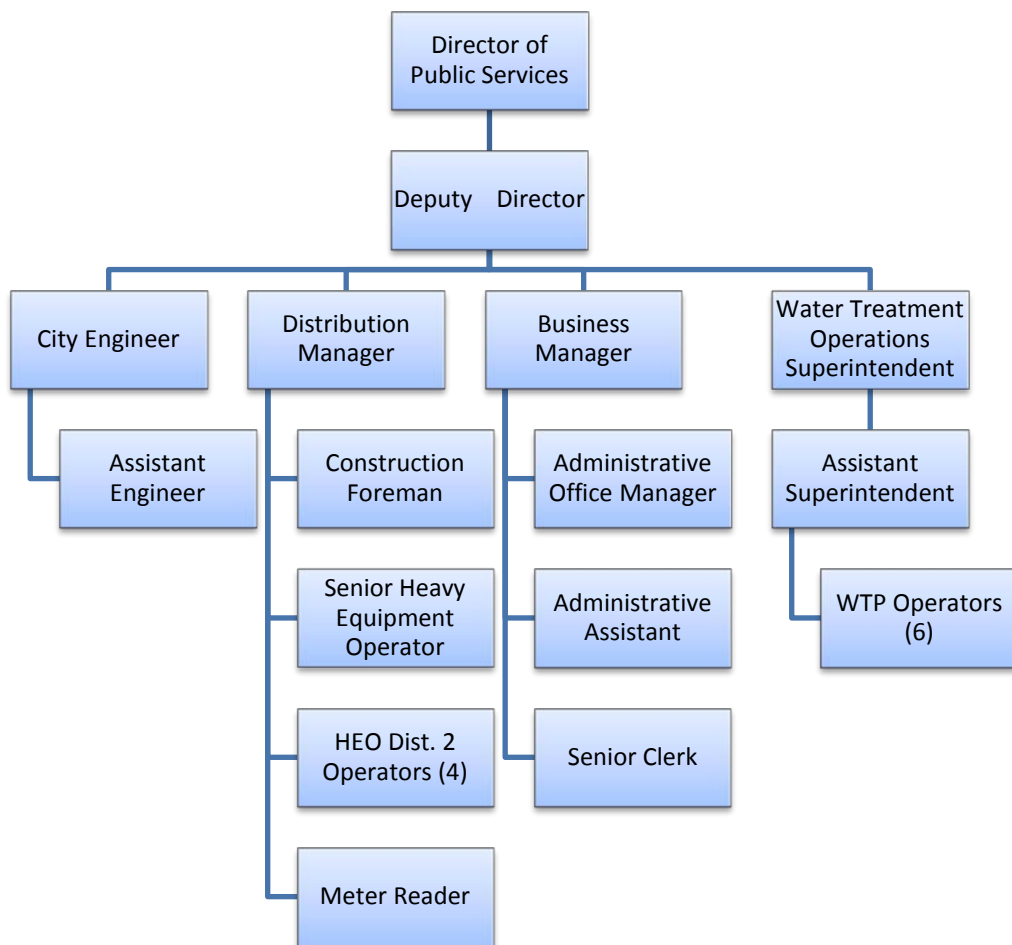 Director of
Public Services
Deputy Director
City Engineer
Distribution
Manager
Business
Manager
Water Treatment
Operations
Superintendent
Assistant
Engineer
Construction
Foreman
Administrative
Office Manager
Assistant
Superintendent
Senior Heavy
Equipment
Operator
Administrative
Assistant
WTP Operators
(6)
HEO Dist. 2
Operators (4)
Senior Clerk
Meter Reader